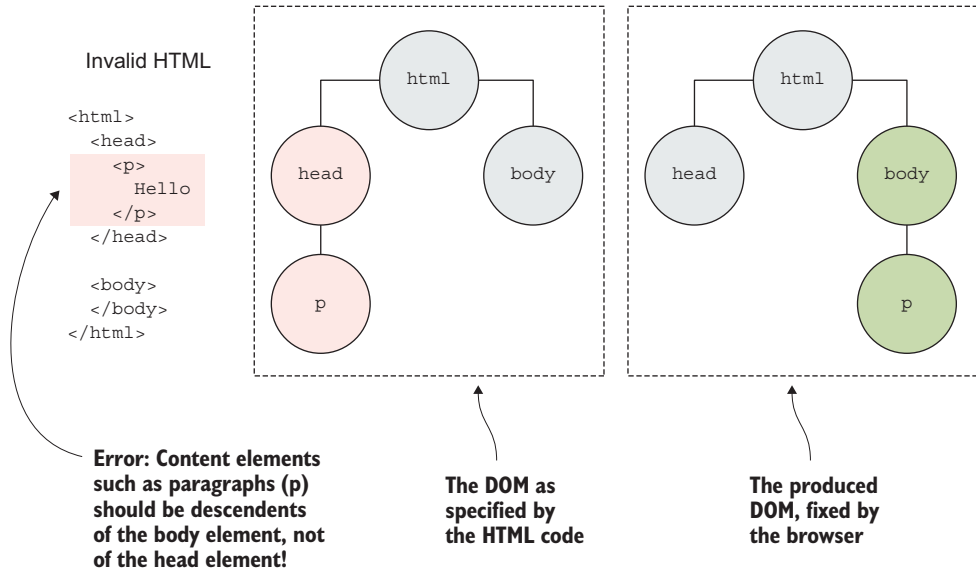 Invalid HTML
<html>
<head>
<p>
Hello
</p>
</head>
<body>
</body>
</html>
html
head
body
p
html
head
body
p
Error: Content elements
such as paragraphs (p)
should be descendents
of the body element, not
of the head element!
The DOM as
specified by
the HTML code
The produced
DOM, fixed by
the browser